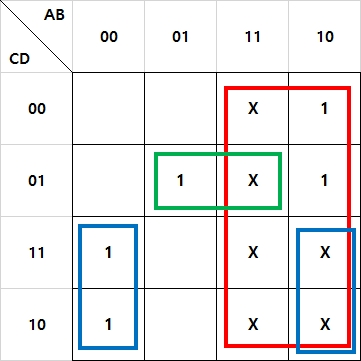 AB
CD
00 01 11 10
00 X 1
01 1 X 1
11 1 X X
10 1 X X